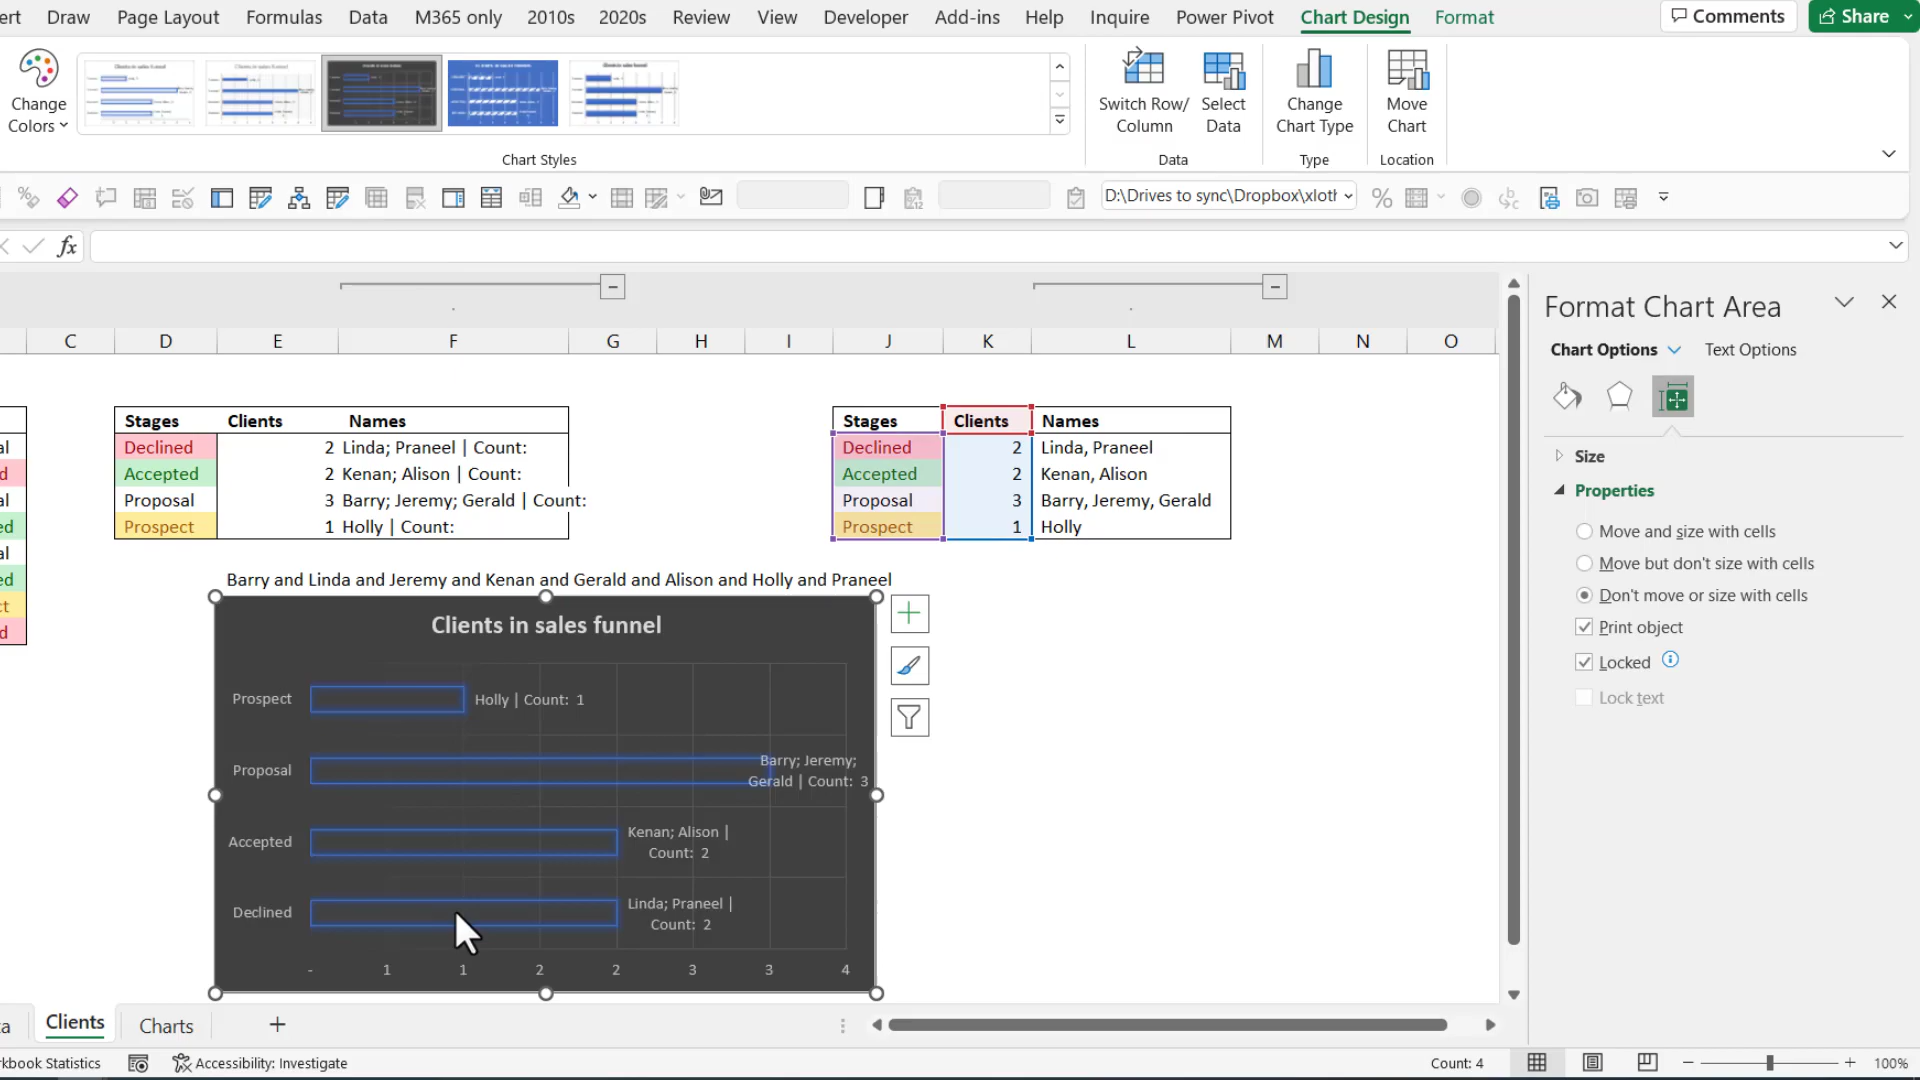 ert Draw Page Layout Formulas Data M365 only 2010s 2020s Review View Developer Add-ins Help Inquire Power Pivot Chart Design Format Comments Share
Change Colors
Chart Styles
Switch Row/ Column
Select Data
Data
Change Chart Type
Type
Move Chart
Location
D:\Drives to sync\Dropbox\xloth
fx
C D E F G H I J K L M N O
Stages Clients Names
Declined 2 Linda; Praneel | Count:
Accepted 2 Kenan; Alison | Count:
Proposal 3 Barry; Jeremy; Gerald | Count:
Prospect 1 Holly | Count:
Stages Clients Names
Declined 2 Linda, Praneel
Accepted 2 Kenan, Alison
Proposal 3 Barry, Jeremy, Gerald
Prospect 1 Holly
al
d
al
ed
al
ed
ct
d
Barry and Linda and Jeremy and Kenan and Gerald and Alison and Holly and Praneel
Clients in sales funnel
Prospect Holly | Count: 1
Proposal Barry; Jeremy;
Gerald | Count: 3
Accepted Kenan; Alison |
Count: 2
Declined Linda; Praneel |
Count: 2
- 1 1 2 2 3 3 4
Format Chart Area
Chart Options Text Options
Size
Properties
Move and size with cells
Move but don't size with cells
Don't move or size with cells
Print object
Locked
Lock text
ta Clients Charts
rkbook Statistics Accessibility: Investigate Count: 4 100%